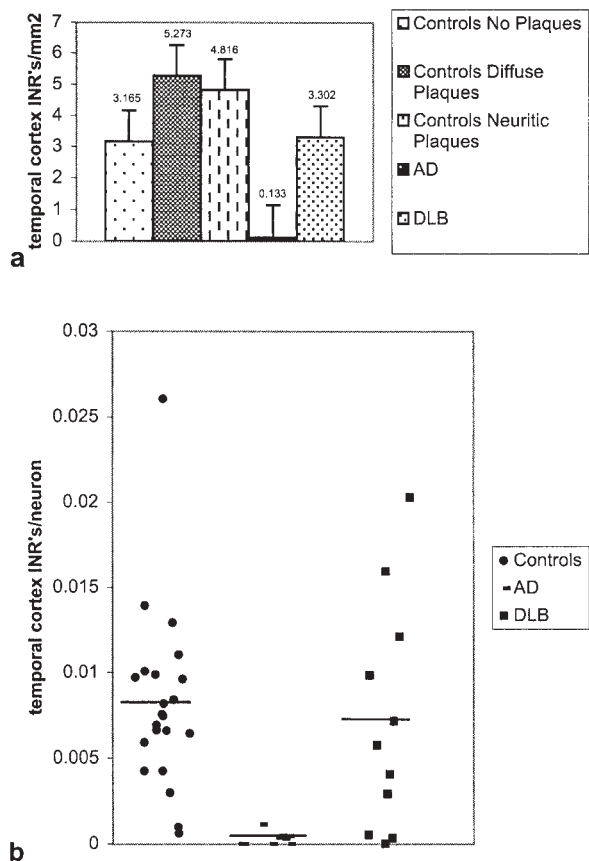 a
temporal cortex INR's/mm2
7
6
5
4
3
2
1
0
3.165
5.273
4.816
0.133
3.302
Controls No Plaques
Controls Diffuse
Plaques
Controls Neuritic
Plaques
AD
DLB
b
temporal cortex INR's/neuron
0.03
0.025
0.02
0.015
0.01
0.005
0
Controls
AD
DLB